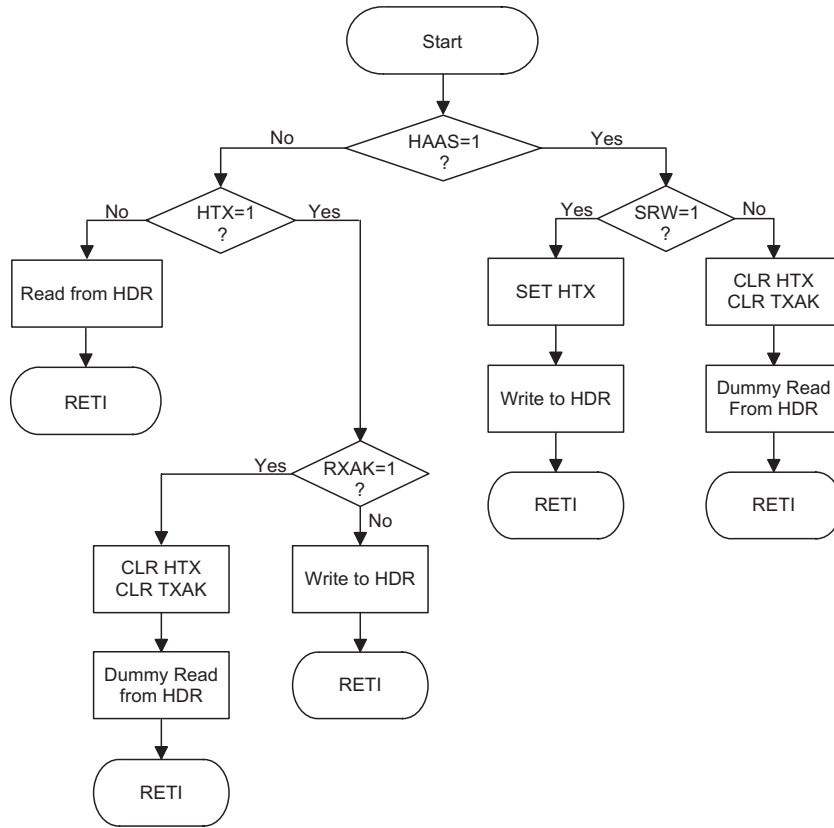 Start
No
HAAS=1
?
Yes
No
HTX=1
?
Yes
Yes
SRW=1
?
No
Read from HDR
SET HTX
CLR HTX
CLR TXAK
RETI
Write to HDR
Dummy Read
From HDR
Yes
RXAK=1
?
No
RETI
RETI
CLR HTX
CLR TXAK
Write to HDR
Dummy Read
from HDR
RETI
RETI